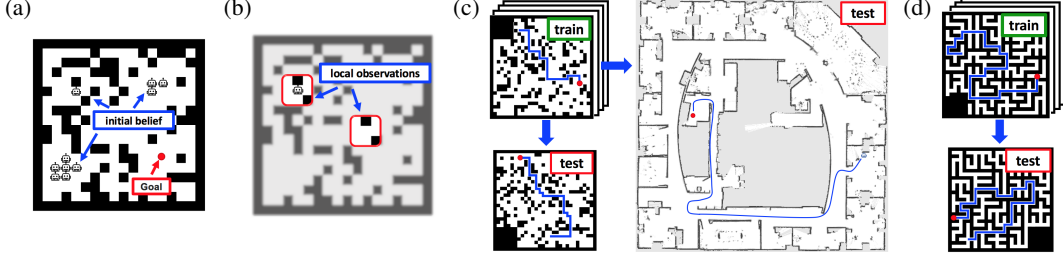 (a)
initial belief
Goal
(b)
local observations
(c)
train
test
test
(d)
train
test